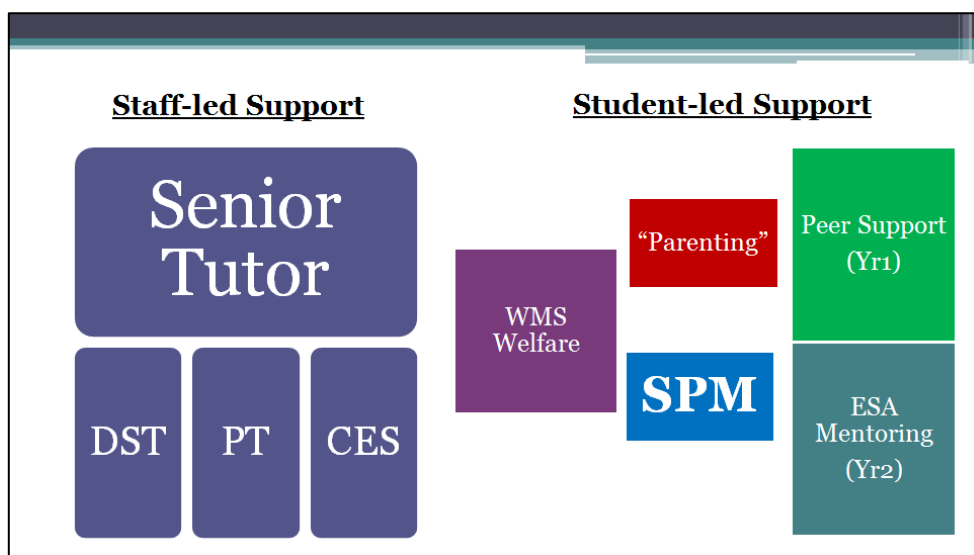 Staff-led Support
Senior
Tutor
DST
PT
CES
Student-led Support
WMS
Welfare
“Parenting”
SPM
Peer Support
(Yr1)
ESA
Mentoring
(Yr2)